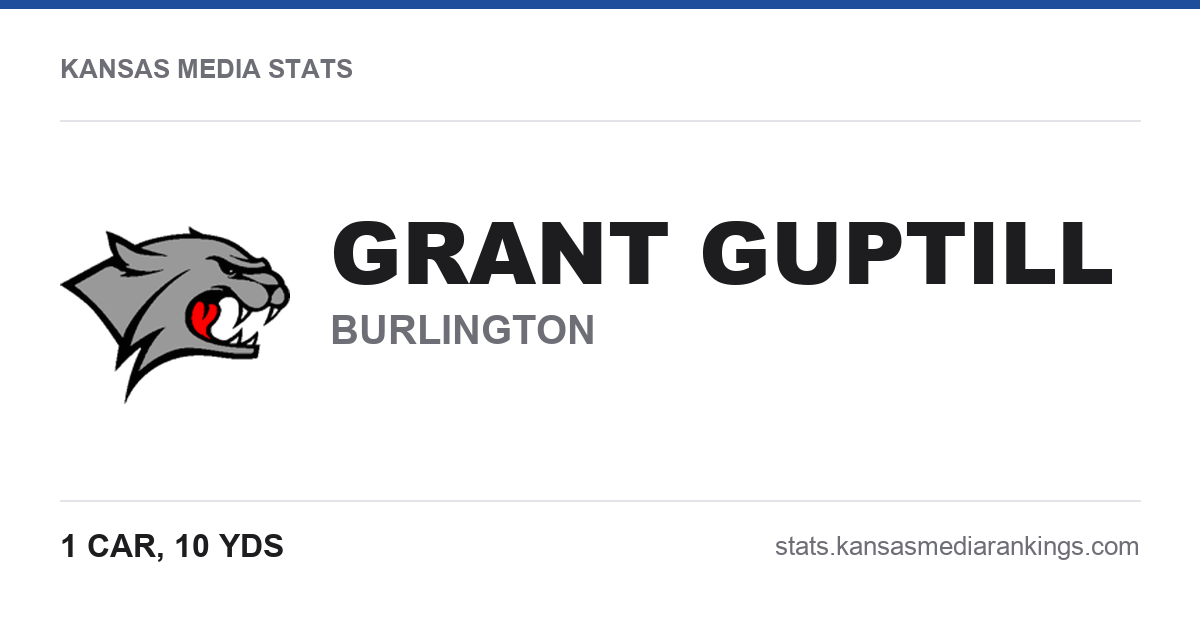 KANSAS MEDIA STATS
GRANT GUPTILL
BURLINGTON
1 CAR, 10 YDS
stats.kansasmediarankings.com